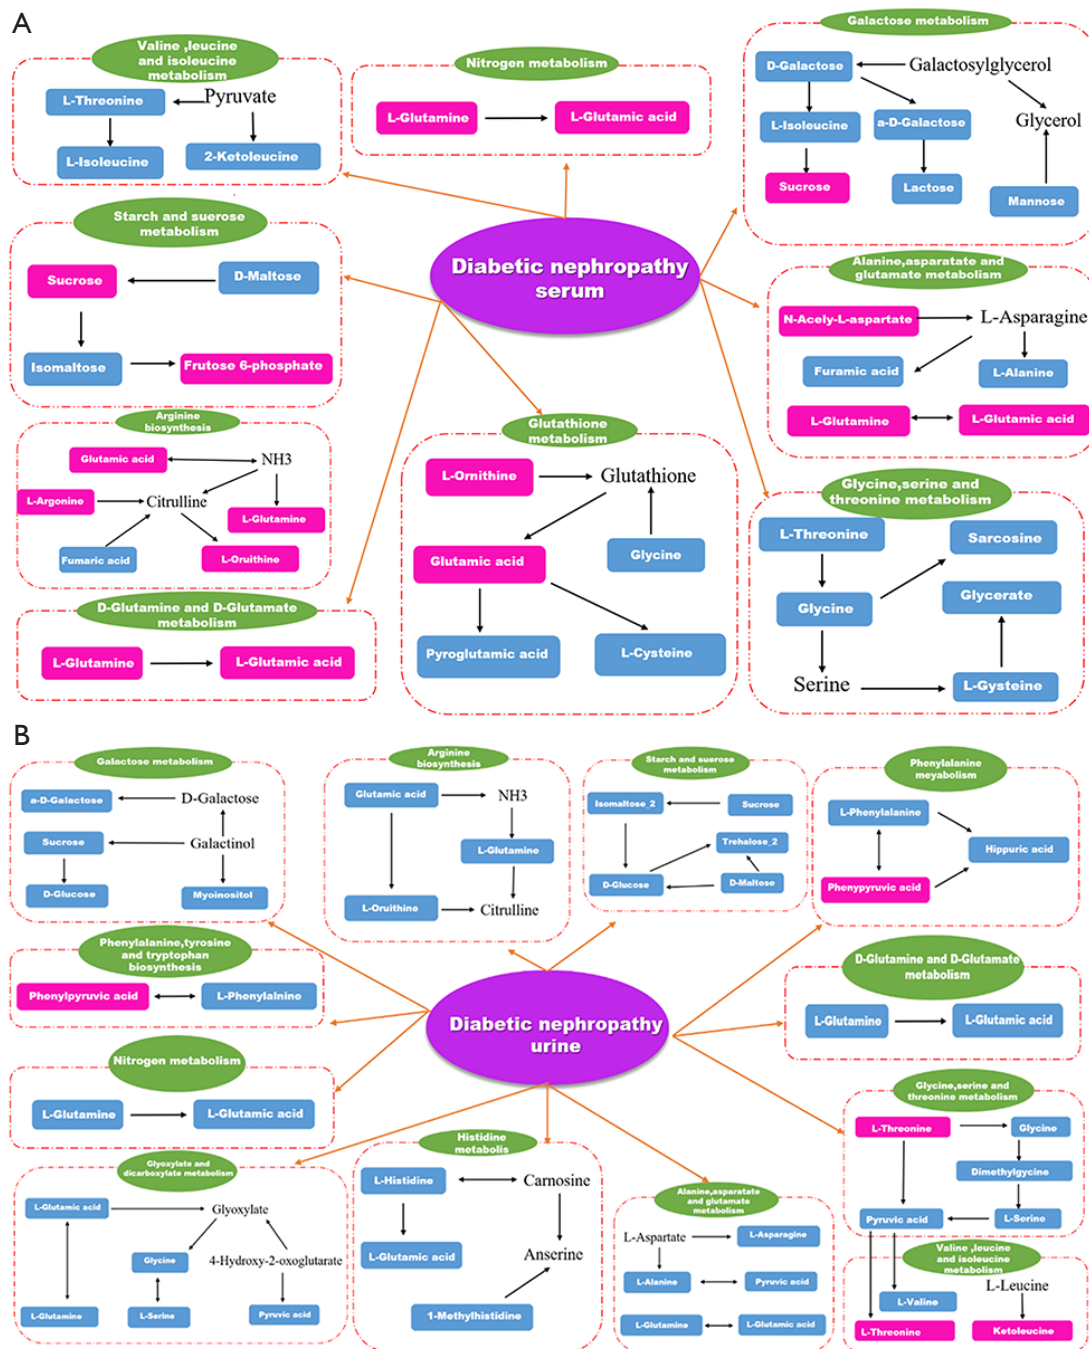 A
Valine ,leucine
and isoleucine
metabolism
L-Threonine
Pyruvate
L-Isoleucine
2-Ketoleucine
Nitrogen metabolism
L-Glutamine
L-Glutamic acid
Galactose metabolism
D-Galactose
Galactosylglycerol
L-Isoleucine
a-D-Galactose
Glycerol
Sucrose
Lactose
Mannose
Starch and suerose
metabolism
Sucrose
D-Maltose
Isomaltose
Frutose 6-phosphate
Diabetic nephropathy
serum
Alanine,asparatate and
glutamate metabolism
N-Acely-L-aspartate
L-Asparagine
Furamic acid
L-Alanine
L-Glutamine
L-Glutamic acid
Arginine
biosynthesis
Glutamic acid
NH3
L-Argonine
Citrulline
L-Glutamine
Fumaric acid
L-Oruithine
Glutathione
metabolism
L-Ornithine
Glutathione
Glutamic acid
Glycine
Pyroglutamic acid
L-Cysteine
Glycine,serine and
threonine metabolism
L-Threonine
Sarcosine
Glycine
Glycerate
Serine
L-Gysteine
D-Glutamine and D-Glutamate
metabolism
L-Glutamine
L-Glutamic acid
B
Galactose metabolism
a-D-Galactose
D-Galactose
Sucrose
Galactinol
D-Glucose
Myoinositol
Arginine
biosynthesis
Glutamic acid
NH3
L-Glutamine
L-Oruithine
Citrulline
Starch and suerose
metabolism
Isomaltose_2
Sucrose
Trehalose_2
D-Glucose
D-Maltose
Phenylalanine
meyabolism
L-Phenylalanine
Hippuric acid
Phenypyruvic acid
Phenylalanine,tyrosine
and tryptophan
biosynthesis
Phenylpyruvic acid
L-Phenylalnine
Diabetic nephropathy
urine
D-Glutamine and D-Glutamate
metabolism
L-Glutamine
L-Glutamic acid
Nitrogen metabolism
L-Glutamine
L-Glutamic acid
Glycine,serine and
threonine metabolism
L-Threonine
Glycine
Dimethylgycine
Pyruvic acid
L-Serine
Glyoxylate and
dicarboxylate metabolism
L-Glutamic acid
Glyoxylate
Glycine
4-Hydroxy-2-oxoglutarate
L-Glutamine
L-Serine
Pyruvic acid
Histidine
metabolis
L-Histidine
Carnosine
L-Glutamic acid
Anserine
1-Methylhistidine
Alanine,asparatate
and glutamate
metabolism
L-Aspartate
L-Asparagine
L-Alanine
Pyruvic acid
L-Glutamine
L-Glutamic acid
Valine ,leucine
and isoleucine
metabolism
L-Leucine
L-Valine
L-Threonine
Ketoleucine